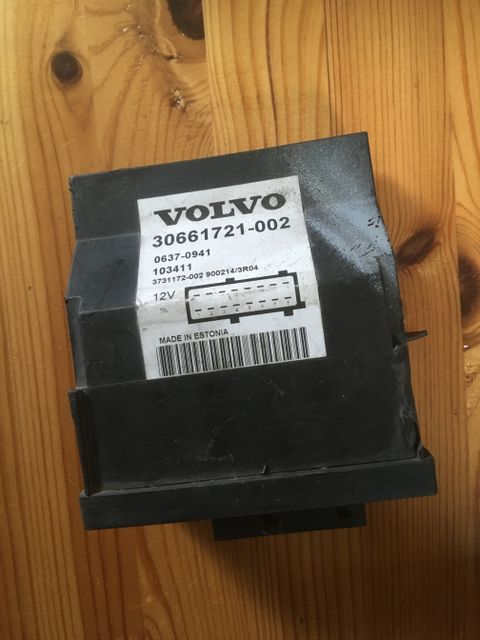 VOLVO
30661721-002
0637-0941
103411
3731172-002 900214/3R04
12V
MADE IN ESTONIA